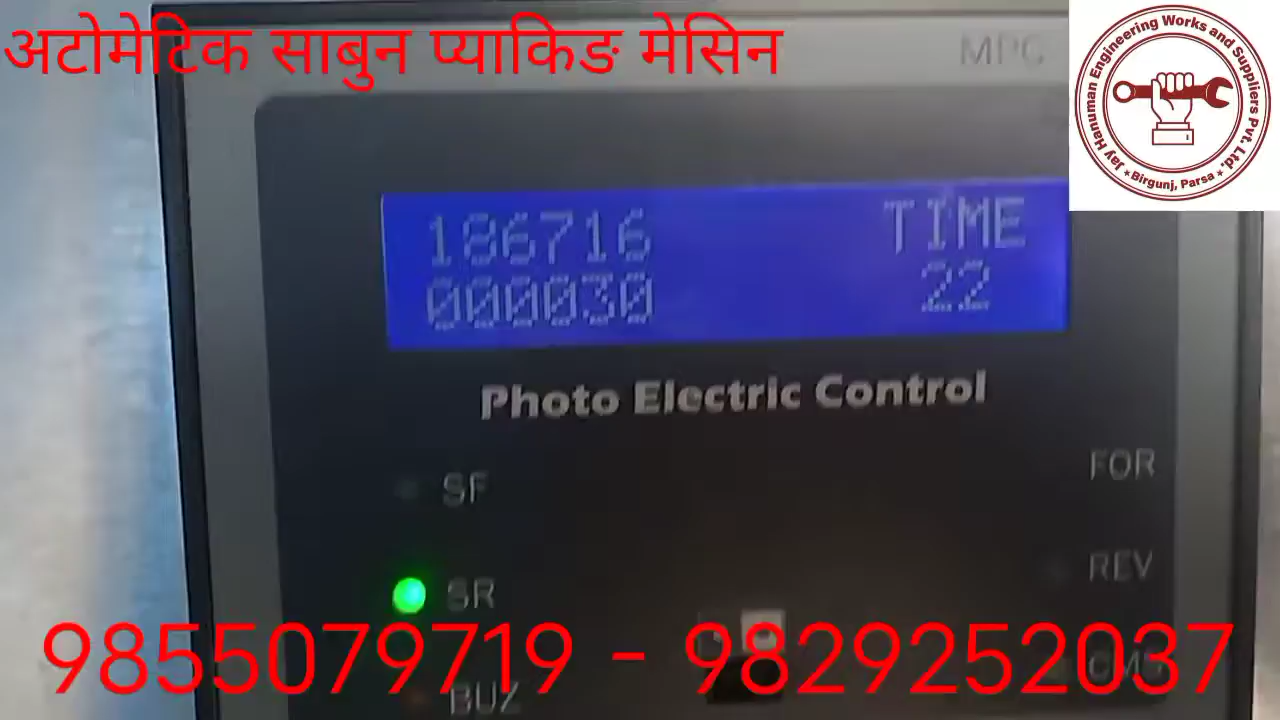 अटोमेटिक साबुन प्याकिङ मेसिन
Jay Hanuman Engineering Works and Suppliers Pvt. Ltd.
★ Birgunj, Parsa ★
186716 TIME
000030 22
Photo Electric Control
SF
FOR
SR
REV
BUZ
9855079719 - 9829252037